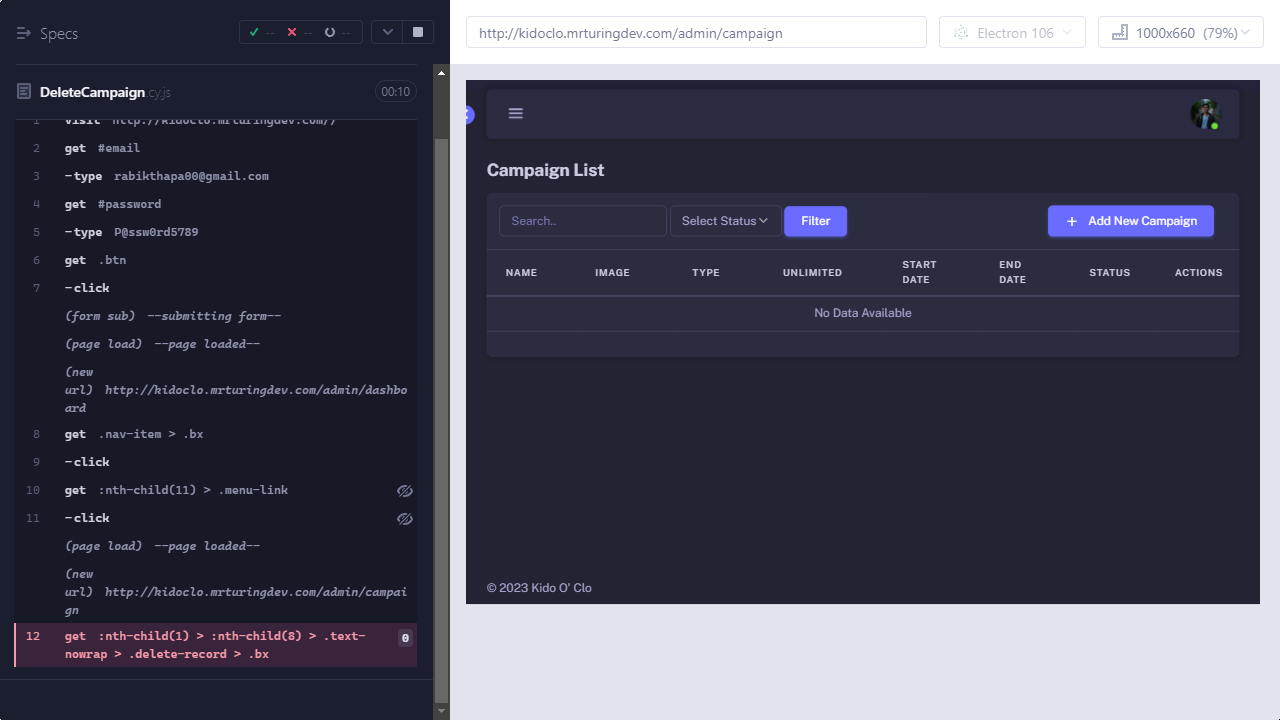 Specs
-- -- --
DeleteCampaign.cy.js 00:10
1 visit http://kidoclo.mrturingdev.com//
2 get #email
3 -type rabikthapa00@gmail.com
4 get #password
5 -type P@ssw0rd5789
6 get .btn
7 -click
(form sub) --submitting form--
(page load) --page loaded--
(new
url) http://kidoclo.mrturingdev.com/admin/dashbo
ard
8 get .nav-item > .bx
9 -click
10 get :nth-child(11) > .menu-link
11 -click
(page load) --page loaded--
(new
url) http://kidoclo.mrturingdev.com/admin/campai
gn
12 get :nth-child(1) > :nth-child(8) > .text- 0
nowrap > .delete-record > .bx
http://kidoclo.mrturingdev.com/admin/campaign Electron 106 1000x660 (79%)
Campaign List
Search.. Select Status Filter + Add New Campaign
NAME IMAGE TYPE UNLIMITED START DATE END DATE STATUS ACTIONS
No Data Available
© 2023 Kido O' Clo